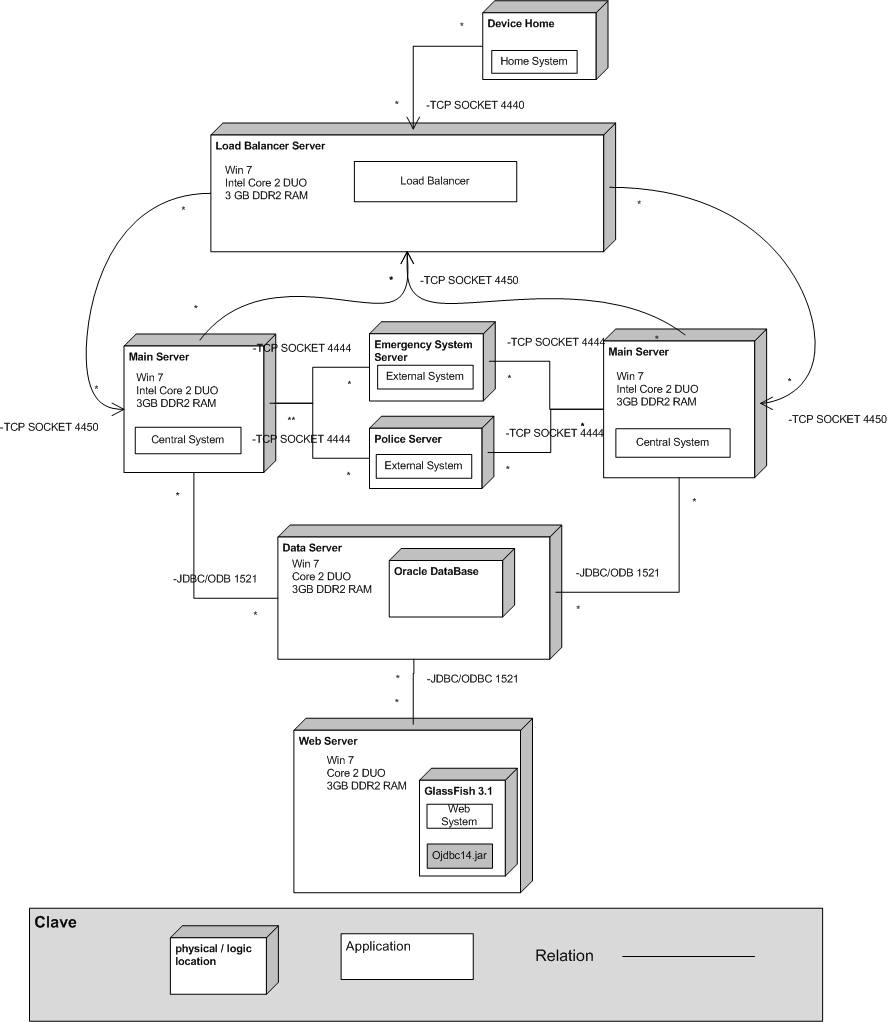 Device Home
Home System
*
*
-TCP SOCKET 4440
Load Balancer Server
Win 7
Intel Core 2 DUO
3 GB DDR2 RAM
Load Balancer
*
*
*
-TCP SOCKET 4450
*
*
Main Server
Win 7
Intel Core 2 DUO
3GB DDR2 RAM
Central System
*
-TCP SOCKET 4450
-TCP SOCKET 4444
*
**
-TCP SOCKET 4444
*
Emergency System
Server
External System
Police Server
External System
-TCP SOCKET 4444
*
*
-TCP SOCKET 4444
*
Main Server
Win 7
Intel Core 2 DUO
3GB DDR2 RAM
Central System
*
-TCP SOCKET 4450
*
*
-JDBC/ODB 1521
*
-JDBC/ODB 1521
*
Data Server
Win 7
Core 2 DUO
3GB DDR2 RAM
Oracle DataBase
*
-JDBC/ODBC 1521
*
Web Server
Win 7
Core 2 DUO
3GB DDR2 RAM
GlassFish 3.1
Web
System
Ojdbc14.jar
Clave
physical / logic
location
Application
Relation